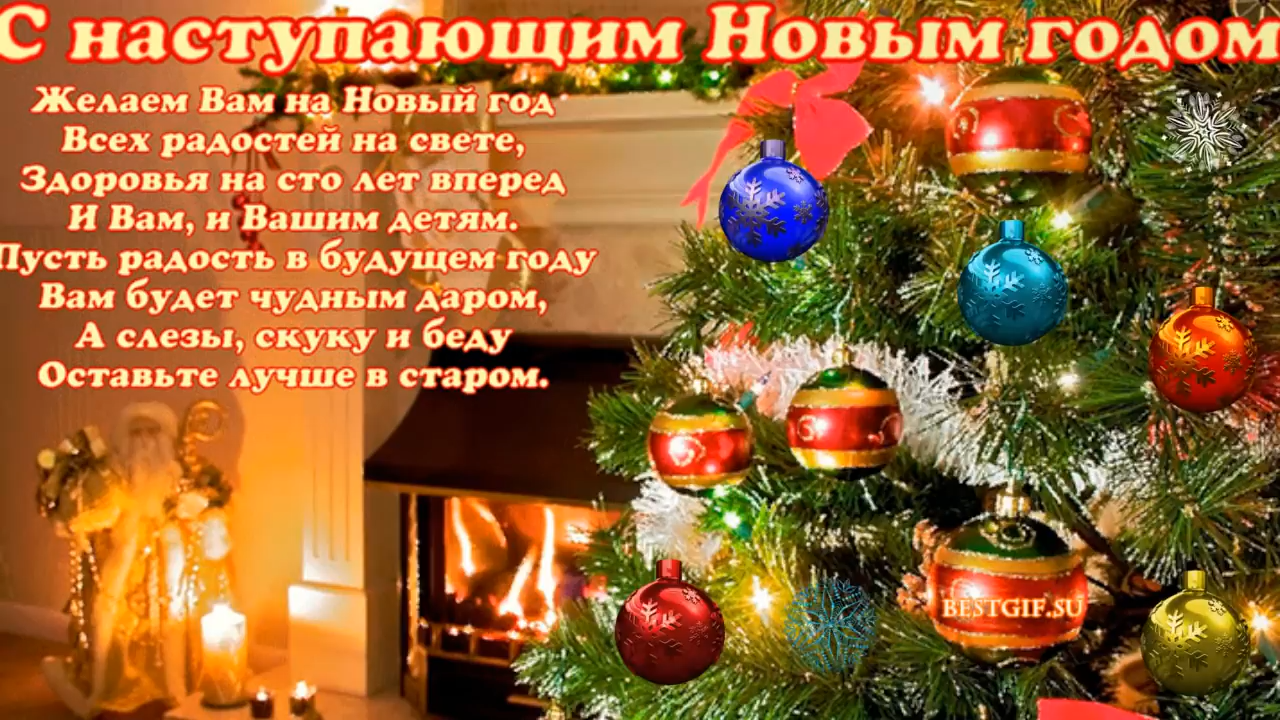 С наступающим Новым годом
Желаем Вам на Новый год
Всех радостей на свете,
Здоровья на сто лет вперед
И Вам, и Вашим детям.
Пусть радость в будущем году
Вам будет чудным даром,
А слезы, скуку и беду
Оставьте лучше в старом.
BESTGIF.SU